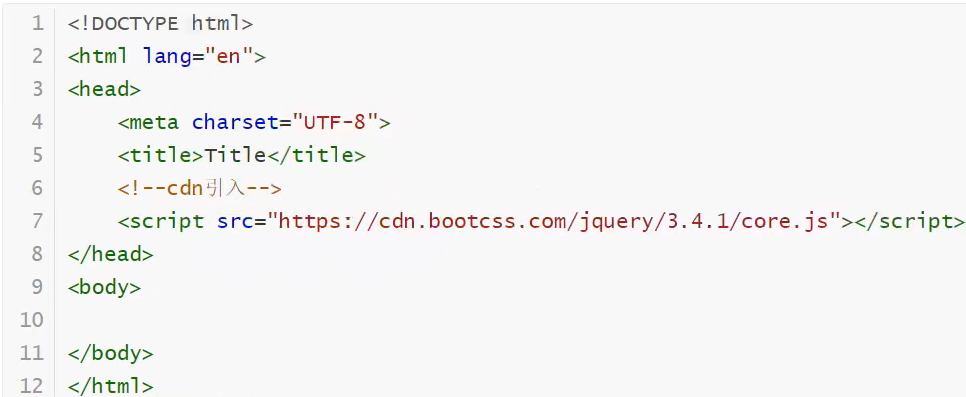 1 <!DOCTYPE html>
2 <html lang="en">
3 <head>
4     <meta charset="UTF-8">
5     <title>Title</title>
6     <!--cdn引入-->
7     <script src="https://cdn.bootcss.com/jquery/3.4.1/core.js"></script>
8 </head>
9 <body>
10
11 </body>
12 </html>